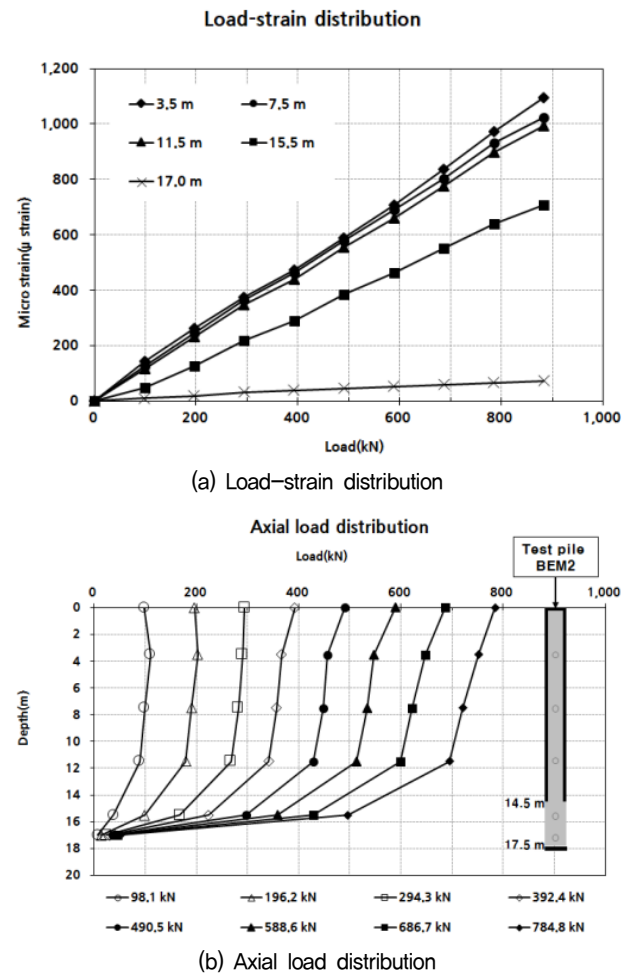 Load-strain distribution
Micro strain(μ strain)
1,200
1,000
800
600
400
200
0
3,5 m
7,5 m
11,5 m
15,5 m
17,0 m
0
200
400
600
800
1,000
Load(kN)
(a) Load-strain distribution
Axial load distribution
Load(kN)
Test pile
BEM2
0
200
400
600
800
1,000
Depth(m)
0
2
4
6
8
10
12
14
16
18
20
14.5 m
17.5 m
98,1 kN
196,2 kN
294,3 kN
392,4 kN
490,5 kN
588,6 kN
686,7 kN
784,8 kN
(b) Axial load distribution